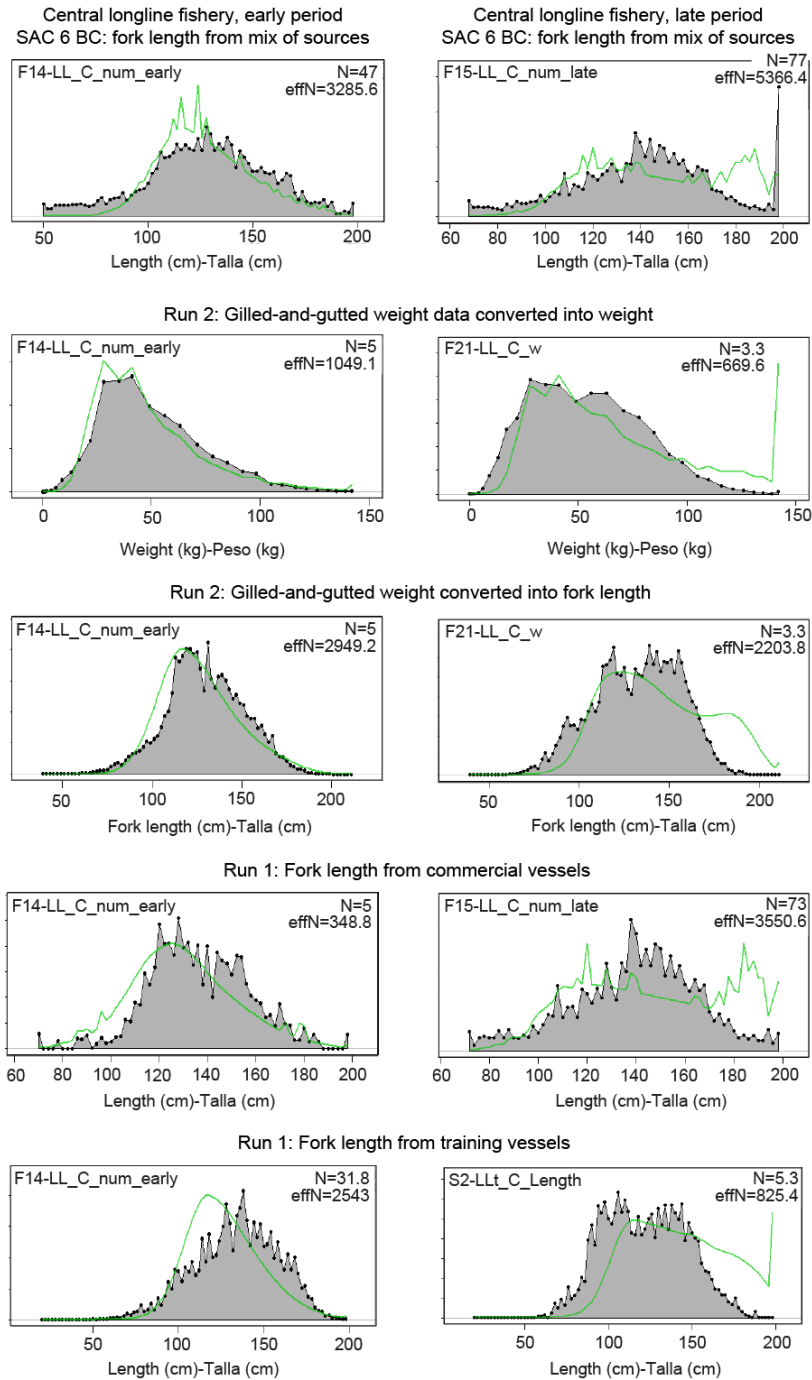 Central longline fishery, early period
SAC 6 BC: fork length from mix of sources
Central longline fishery, late period
SAC 6 BC: fork length from mix of sources
F14-LL_C_num_early
N=47
effN=3285.6
50 100 150 200
Length (cm)-Talla (cm)
F15-LL_C_num_late
N=77
effN=5366.4
60 80 100 120 140 160 180 200
Length (cm)-Talla (cm)
Run 2: Gilled-and-gutted weight data converted into weight
F14-LL_C_num_early
N=5
effN=1049.1
0 50 100 150
Weight (kg)-Peso (kg)
F21-LL_C_w
N=3.3
effN=669.6
0 50 100 150
Weight (kg)-Peso (kg)
Run 2: Gilled-and-gutted weight converted into fork length
F14-LL_C_num_early
N=5
effN=2949.2
50 100 150 200
Fork length (cm)-Talla (cm)
F21-LL_C_w
N=3.3
effN=2203.8
50 100 150 200
Fork length (cm)-Talla (cm)
Run 1: Fork length from commercial vessels
F14-LL_C_num_early
N=5
effN=348.8
60 80 100 120 140 160 180 200
Length (cm)-Talla (cm)
F15-LL_C_num_late
N=73
effN=3550.6
60 80 100 120 140 160 180 200
Length (cm)-Talla (cm)
Run 1: Fork length from training vessels
F14-LL_C_num_early
N=31.8
effN=2543
50 100 150 200
Length (cm)-Talla (cm)
S2-LLt_C_Length
N=5.3
effN=825.4
50 100 150 200
Length (cm)-Talla (cm)